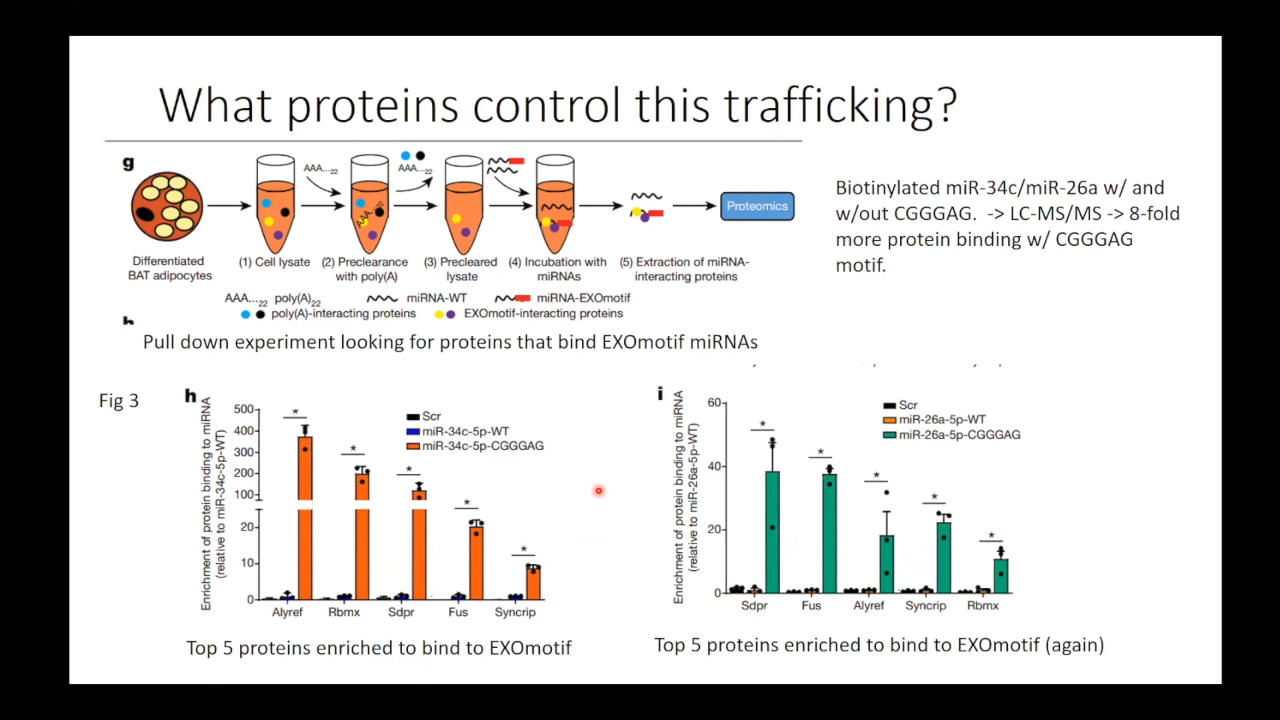 What proteins control this trafficking?
g
AAA...22
AAA...22
AAA...22
Proteomics
Differentiated
BAT adipocytes
(1) Cell lysate
(2) Preclearance
with poly(A)
(3) Precleared
lysate
(4) Incubation with
miRNAs
(5) Extraction of miRNA-
interacting proteins
AAA...22 poly(A)22
miRNA-WT
miRNA-EXOmotif
poly(A)-interacting proteins
EXOmotif-interacting proteins
Biotinylated miR-34c/miR-26a w/ and
w/out CGGGAG. -> LC-MS/MS -> 8-fold
more protein binding w/ CGGGAG
motif.
Pull down experiment looking for proteins that bind EXOmotif miRNAs
Fig 3
h
Enrichment of protein binding to miRNA
(relative to miR-34c-5p-WT)
500
400
300
200
100
20
10
0
Scr
miR-34c-5p-WT
miR-34c-5p-CGGGAG
*
*
*
*
*
Alyref
Rbmx
Sdpr
Fus
Syncrip
Top 5 proteins enriched to bind to EXOmotif
i
Enrichment of protein binding to miRNA
(relative to miR-26a-5p-WT)
60
40
20
0
Scr
miR-26a-5p-WT
miR-26a-5p-CGGGAG
*
*
*
*
*
Sdpr
Fus
Alyref
Syncrip
Rbmx
Top 5 proteins enriched to bind to EXOmotif (again)